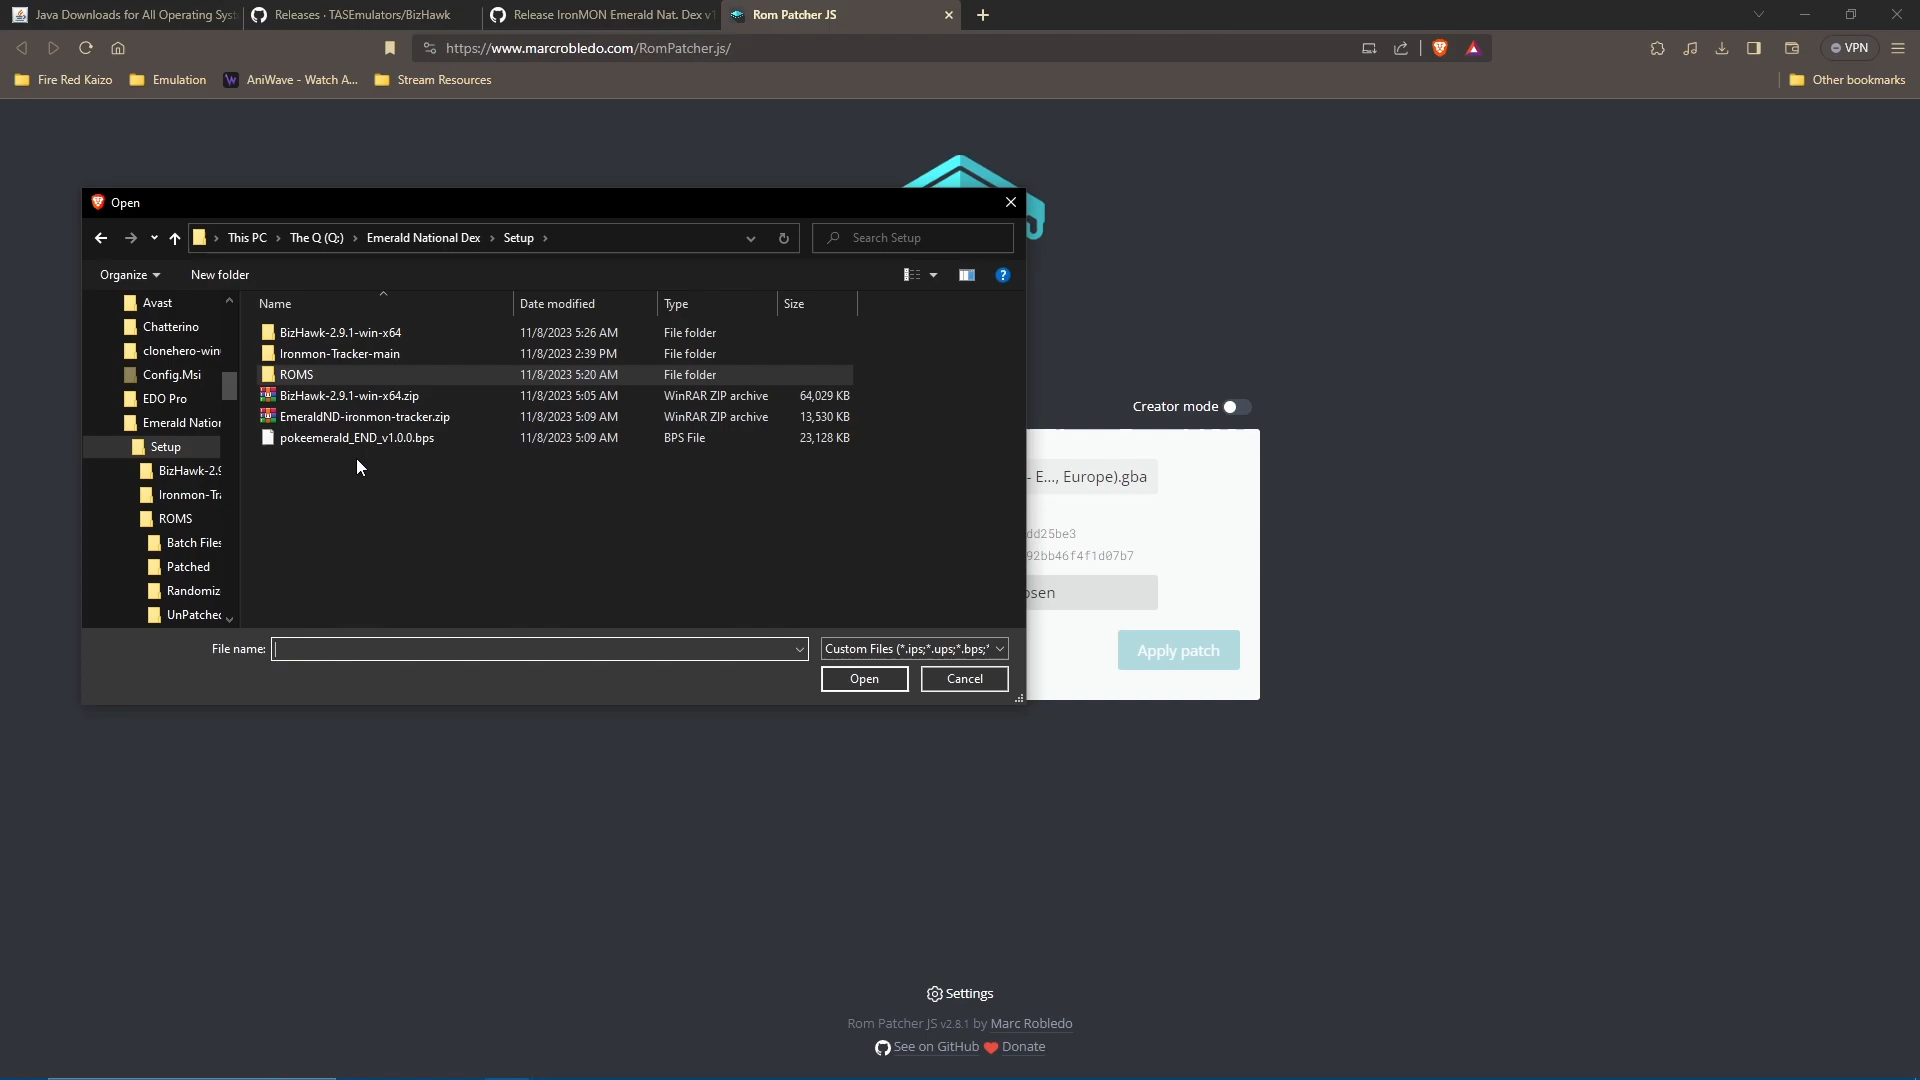 Java Downloads for All Operating Syst
Releases · TASEmulators/BizHawk
Release IronMON Emerald Nat. Dex v1
Rom Patcher JS
https://www.marcrobledo.com/RomPatcher.js/
VPN
Fire Red Kaizo
Emulation
AniWave - Watch A...
Stream Resources
Other bookmarks
Open
This PC > The Q (Q:) > Emerald National Dex > Setup >
Search Setup
Organize
New folder
Name
Date modified
Type
Size
Avast
Chatterino
clonehero-win
Config.Msi
EDO Pro
Emerald Nation
Setup
BizHawk-2.9
Ironmon-Tra
ROMS
Batch Files
Patched
Randomiz
UnPatched
BizHawk-2.9.1-win-x64 11/8/2023 5:26 AM File folder
Ironmon-Tracker-main 11/8/2023 2:39 PM File folder
ROMS 11/8/2023 5:20 AM File folder
BizHawk-2.9.1-win-x64.zip 11/8/2023 5:05 AM WinRAR ZIP archive 64,029 KB
EmeraldND-ironmon-tracker.zip 11/8/2023 5:09 AM WinRAR ZIP archive 13,530 KB
pokeemerald_END_v1.0.0.bps 11/8/2023 5:09 AM BPS File 23,128 KB
File name:
Custom Files (*.ips;*.ups;*.bps;*
Open
Cancel
Creator mode
- E..., Europe).gba
dd25be3
92bb46f4f1d07b7
osen
Apply patch
Settings
Rom Patcher JS v2.8.1 by Marc Robledo
See on GitHub Donate